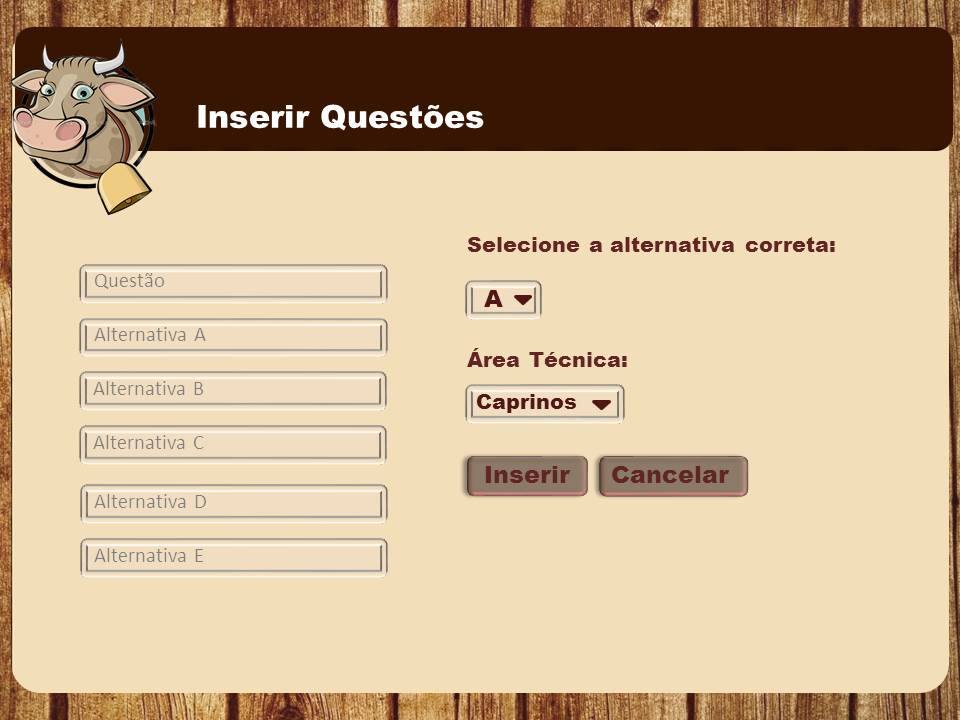 Inserir Questões
Questão
Alternativa A
Alternativa B
Alternativa C
Alternativa D
Alternativa E
Selecione a alternativa correta:
A
Área Técnica:
Caprinos
Inserir
Cancelar